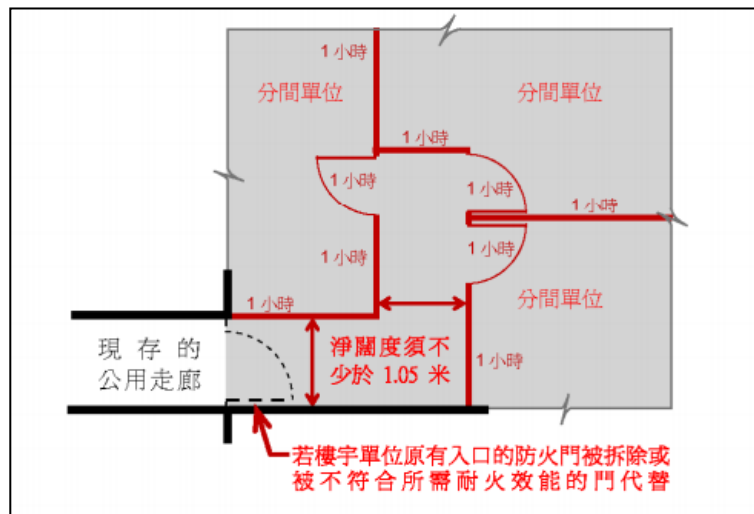 1 小時
分間單位
分間單位
1 小時
1 小時
1 小時
1 小時
1 小時
1 小時
1 小時
分間單位
現存的
公用走廊
淨闊度須不
少於 1.05 米
1 小時
若樓宇單位原有入口的防火門被拆除或
被不符合所需耐火效能的門代替